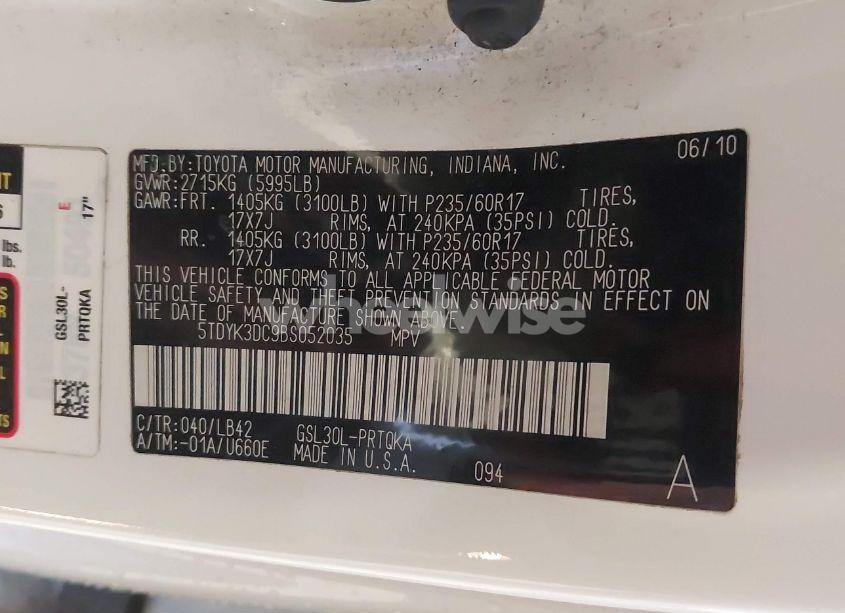 MFD.BY:TOYOTA MOTOR MANUFACTURING, INDIANA, INC. 06/10
GVWR:2715KG (5995LB)
GAWR:FRT. 1405KG (3100LB) WITH P235/60R17 TIRES,
17X7J RIMS, AT 240KPA (35PSI) COLD.
RR. 1405KG (3100LB) WITH P235/60R17 TIRES,
17X7J RIMS, AT 240KPA (35PSI) COLD.
THIS VEHICLE CONFORMS TO ALL APPLICABLE FEDERAL MOTOR
VEHICLE SAFETY AND THEFT PREVENTION STANDARDS IN EFFECT ON
THE DATE OF MANUFACTURE SHOWN ABOVE.
5TDYK3DC9BS052035 MPV
C/TR:040/LB42 GSL30L-PRTQKA
A/TM:-01A/U660E MADE IN U.S.A. 094 A
wheelwise
GSL30L-
PRTQKA
17"
E
lbs.
lb.